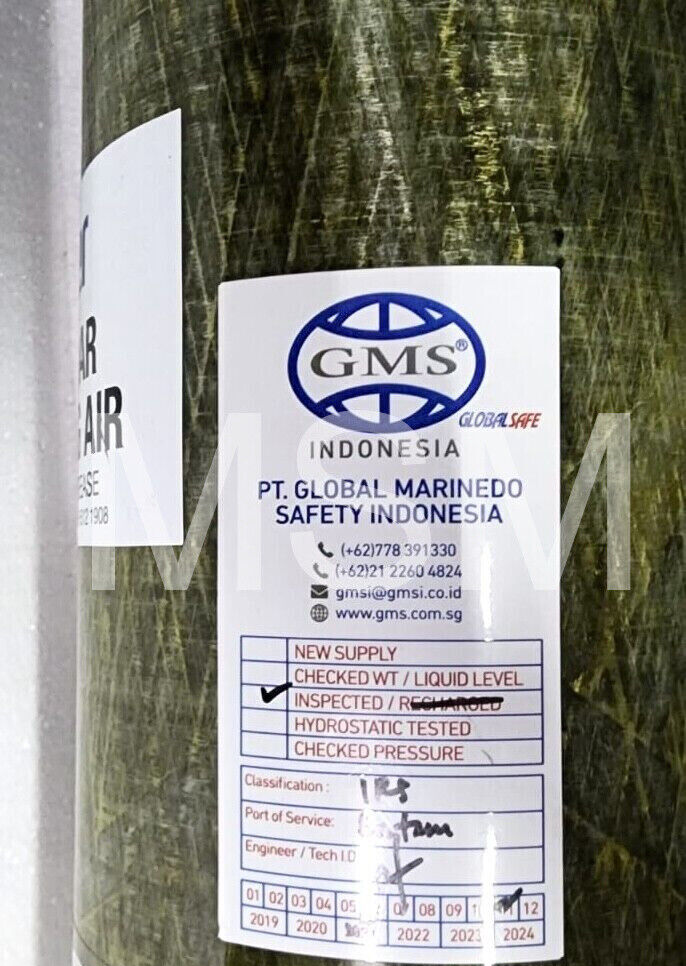 AR
AIR
EASE
1908
GMS®
GLOBALSAFE
INDONESIA
PT. GLOBAL MARINEDO
SAFETY INDONESIA
(+62)778 391330
(+62)21 2260 4824
gmsi@gmsi.co.id
www.gms.com.sg
NEW SUPPLY
CHECKED WT / LIQUID LEVEL
INSPECTED / RECHARGED
HYDROSTATIC TESTED
CHECKED PRESSURE
Classification: IRS
Port of Service: Batam
Engineer / Tech I.D
01 02 03 04 05 08 09 12
2019 2020 2022 2023 2024
MSM